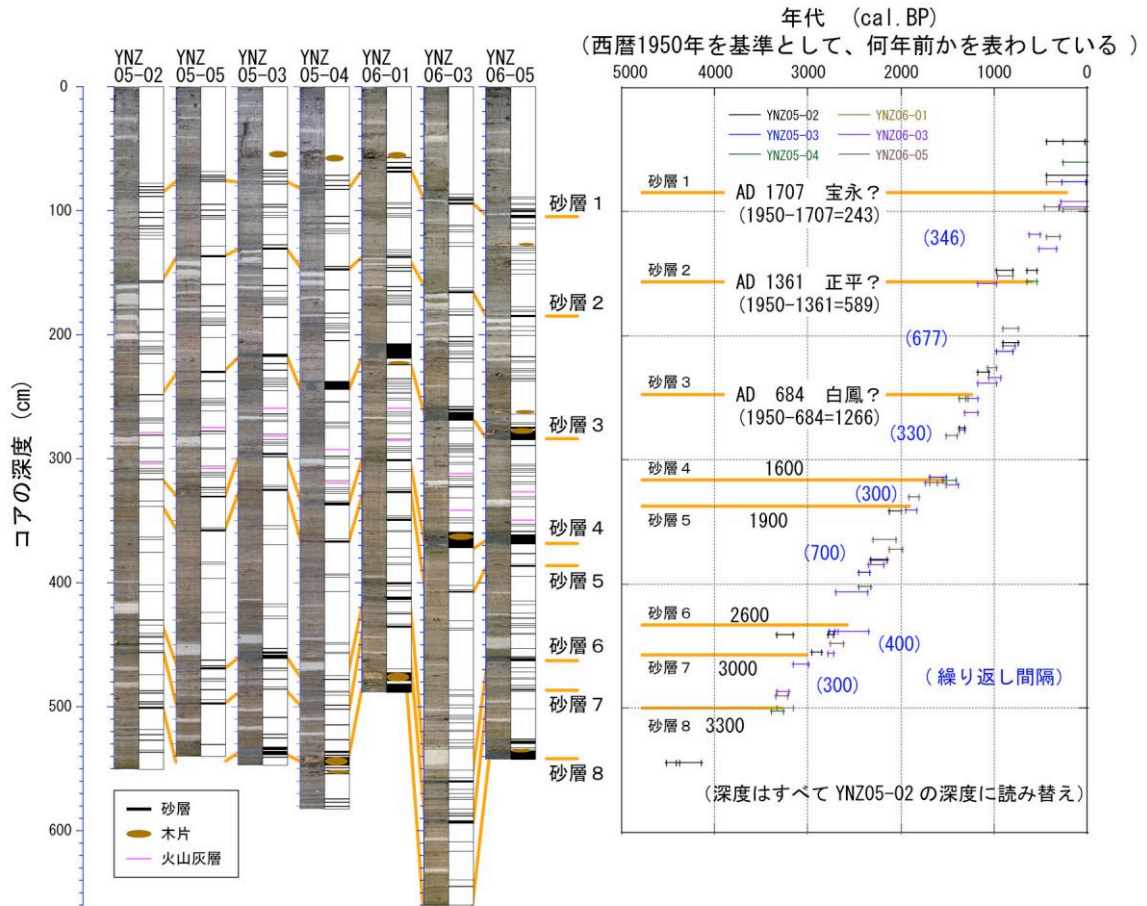 年代 (cal.BP)
(西暦1950年を基準として、何年前かを表わしている )
YNZ
05-02
YNZ
05-05
YNZ
05-03
YNZ
05-04
YNZ
06-01
YNZ
06-03
YNZ
06-05
コアの深度 (cm)
0
100
200
300
400
500
600
砂層 1
砂層 2
砂層 3
砂層 4
砂層 5
砂層 6
砂層 7
砂層 8
砂層
木片
火山灰層
5000 4000 3000 2000 1000 0
YNZ05-02
YNZ05-03
YNZ05-04
YNZ06-01
YNZ06-03
YNZ06-05
砂層 1
AD 1707 宝永?
(1950-1707=243)
(346)
砂層 2
AD 1361 正平?
(1950-1361=589)
(677)
砂層 3
AD 684 白鳳?
(1950-684=1266)
(330)
砂層 4
1600
(300)
砂層 5
1900
(700)
砂層 6
2600
(400)
砂層 7
3000
(300)
(繰り返し間隔)
砂層 8
3300
(深度はすべて YNZ05-02 の深度に読み替え)